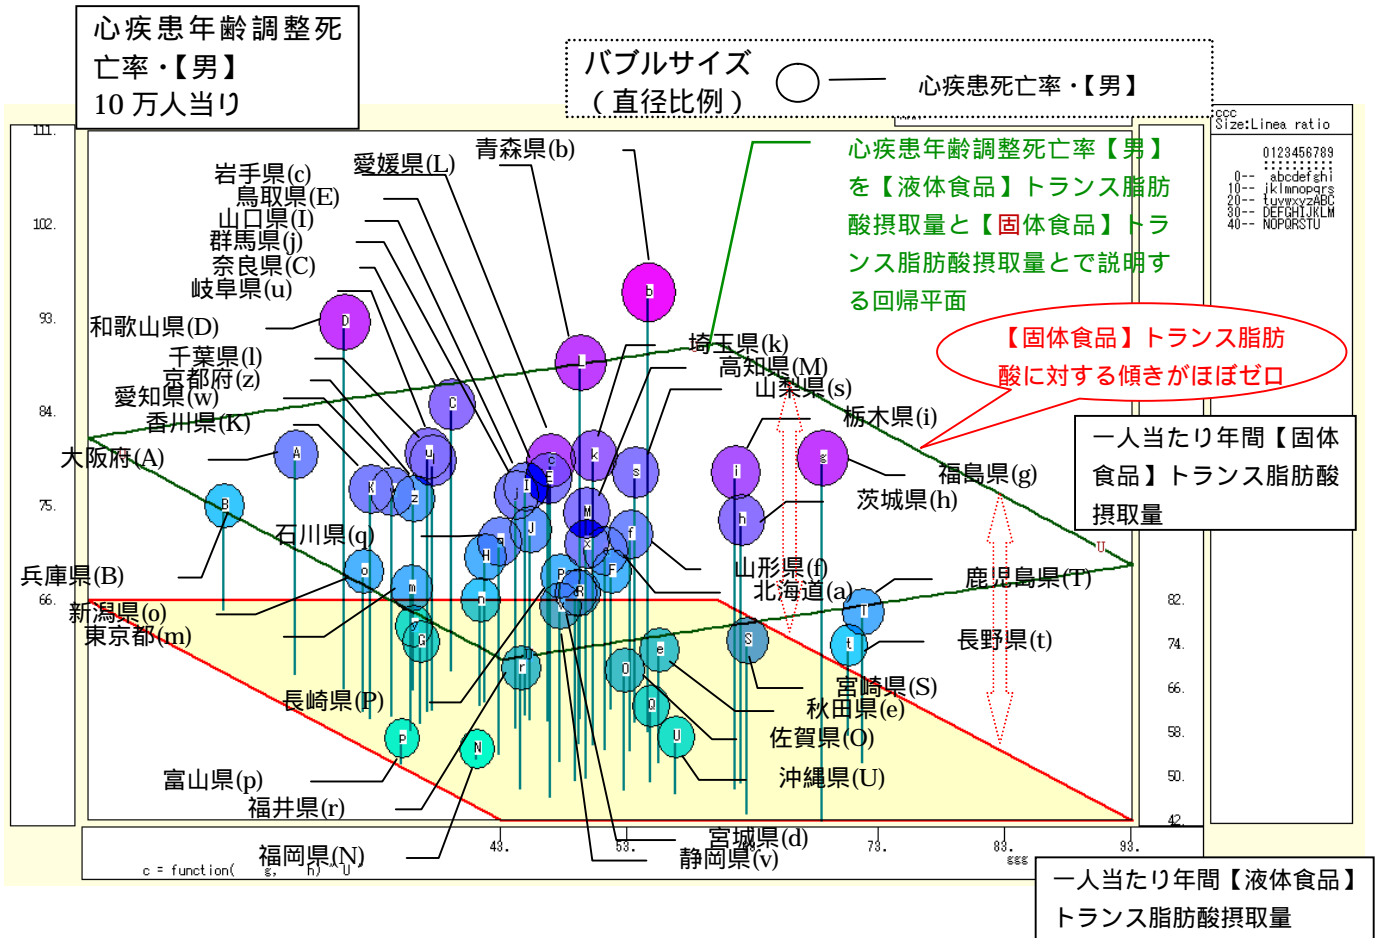 心疾患年齢調整死
亡率・【男】
10 万人当り
バブルサイズ
（直径比例）
心疾患死亡率・【男】
ccc
Size:Linea ratio
0123456789
::::::::::
0-- abcdefghi
10-- jklmnopqrs
20-- tuvwxyzABC
30-- DEFGHIJKLM
40-- NOPQRSTU
111.
102.
93.
84.
75.
66.
青森県(b)
愛媛県(L)
岩手県(c)
鳥取県(E)
山口県(I)
群馬県(j)
奈良県(C)
岐阜県(u)
和歌山県(D)
千葉県(l)
京都府(z)
愛知県(w)
香川県(K)
大阪府(A)
石川県(q)
兵庫県(B)
新潟県(o)
東京都(m)
長崎県(P)
富山県(p)
福井県(r)
福岡県(N)
心疾患年齢調整死亡率【男】
を【液体食品】トランス脂肪
酸摂取量と【固体食品】トラ
ンス脂肪酸摂取量とで説明す
る回帰平面
【固体食品】トランス脂肪
酸に対する傾きがほぼゼロ
埼玉県(k)
高知県(M)
山梨県(s)
栃木県(i)
福島県(g)
茨城県(h)
山形県(f)
北海道(a)
鹿児島県(T)
長野県(t)
宮崎県(S)
秋田県(e)
佐賀県(O)
沖縄県(U)
宮城県(d)
静岡県(v)
一人当たり年間【固体
食品】トランス脂肪酸
摂取量
b
D
L
C
A
u
c
k
s
i
g
K
z
E
I
j
B
M
h
J
q
f
x
H
F
o
m
P
R
n
v
T
y
G
S
t
e
r
O
Q
U
p
N
U
82.
74.
66.
58.
50.
42.
43.
53.
73.
83.
93.
ggg
c = function( g, h) ^U
一人当たり年間【液体食品】
トランス脂肪酸摂取量